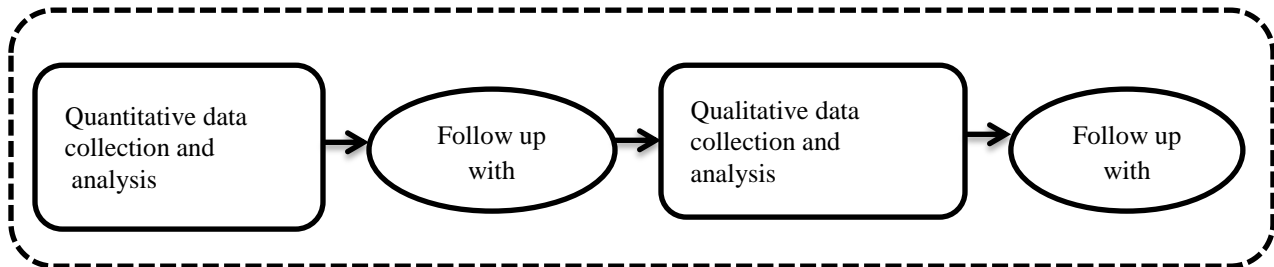 Quantitative data
collection and
analysis
Follow up
with
Qualitative data
collection and
analysis
Follow up
with